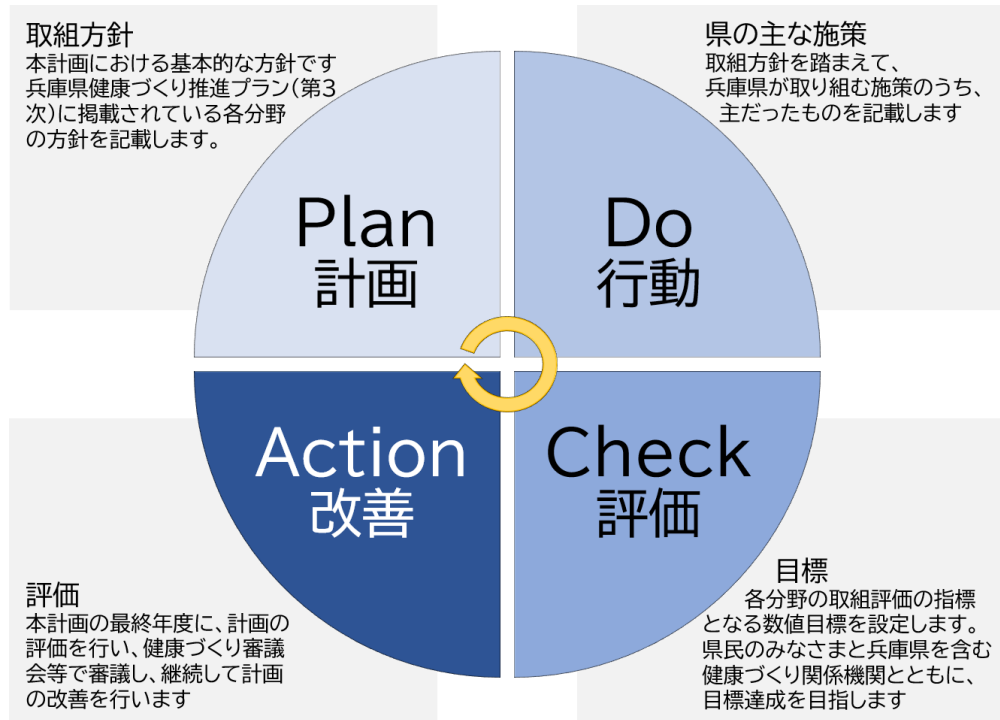 取組方針
本計画における基本的な方針です
兵庫県健康づくり推進プラン(第3
次)に掲載されている各分野
の方針を記載します。
県の主な施策
取組方針を踏まえて、
兵庫県が取り組む施策のうち、
主だったものを記載します
Plan
計画
Do
行動
Action
改善
Check
評価
評価
本計画の最終年度に、計画の
評価を行い、健康づくり審議
会等で審議し、継続して計画
の改善を行います
目標
各分野の取組評価の指標
となる数値目標を設定します。
県民のみなさまと兵庫県を含む
健康づくり関係機関とともに、
目標達成を目指します